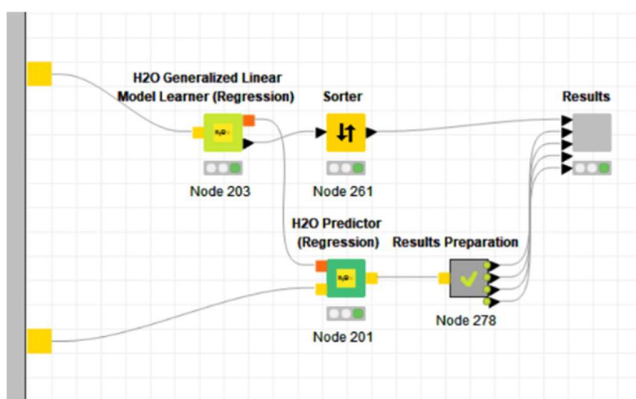 H2O Generalized Linear
Model Learner (Regression)
Sorter
Results
Node 203
Node 261
H2O Predictor
(Regression)
Results Preparation
Node 201
Node 278